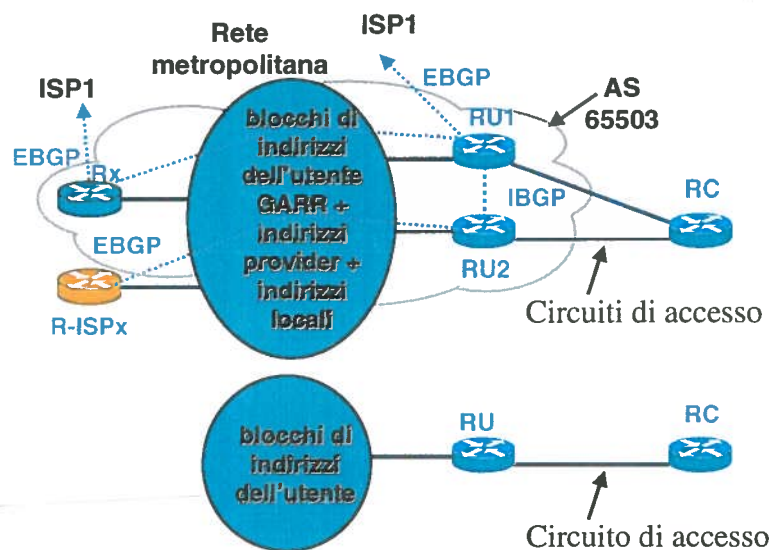 ISP1
Rete
metropolitana
EBGP
AS
65503
ISP1
RU1
blocchi di
indirizzi
dell'utente
GARR +
indirizzi
provider +
indirizzi
locali
EBGP
Rx
RC
IBGP
EBGP
RU2
R-ISPx
Circuiti di accesso
blocchi di
indirizzi
dell'utente
RU
RC
Circuito di accesso